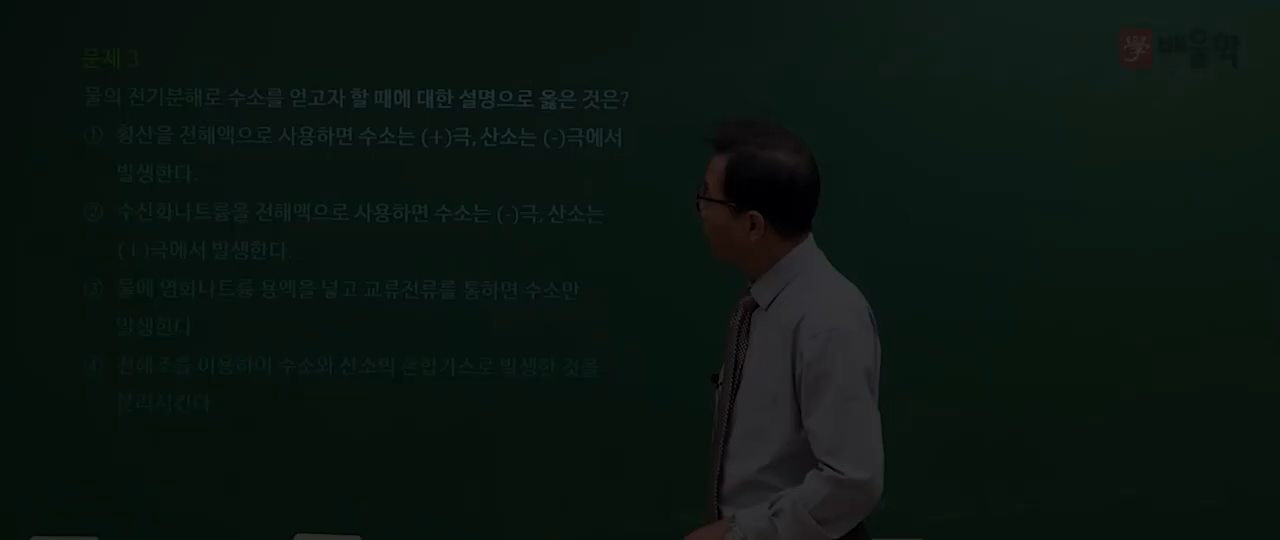 문제 3
學 배울학
물의 전기분해로 수소를 얻고자 할 때에 대한 설명으로 옳은 것은?
① 황산을 전해액으로 사용하면 수소는 (+)극, 산소는 (-)극에서
발생한다.
② 수산화나트륨을 전해액으로 사용하면 수소는 (-)극, 산소는
(+)극에서 발생한다
③ 물에 염화나트륨 용액을 넣고 교류전류를 통하면 수소만
발생한다
④ 전해조를 이용하여 수소와 산소의 혼합가스로 발생한 것을
분리시킨다